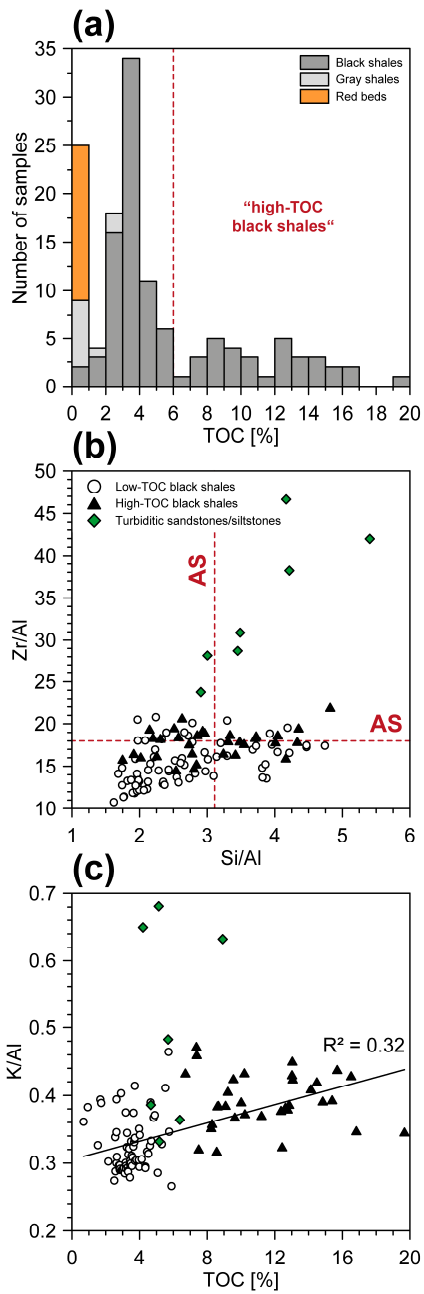 (a)
35
30
25
20
15
10
5
0
Number of samples
Black shales
Gray shales
Red beds
“high-TOC
black shales“
0 2 4 6 8 10 12 14 16 18 20
TOC [%]
(b)
50
45
40
35
30
25
20
15
10
Zr/Al
Low-TOC black shales
High-TOC black shales
Turbiditic sandstones/siltstones
AS
AS
1 2 3 4 5 6
Si/Al
(c)
0.7
0.6
0.5
0.4
0.3
0.2
K/Al
R² = 0.32
0 4 8 12 16 20
TOC [%]